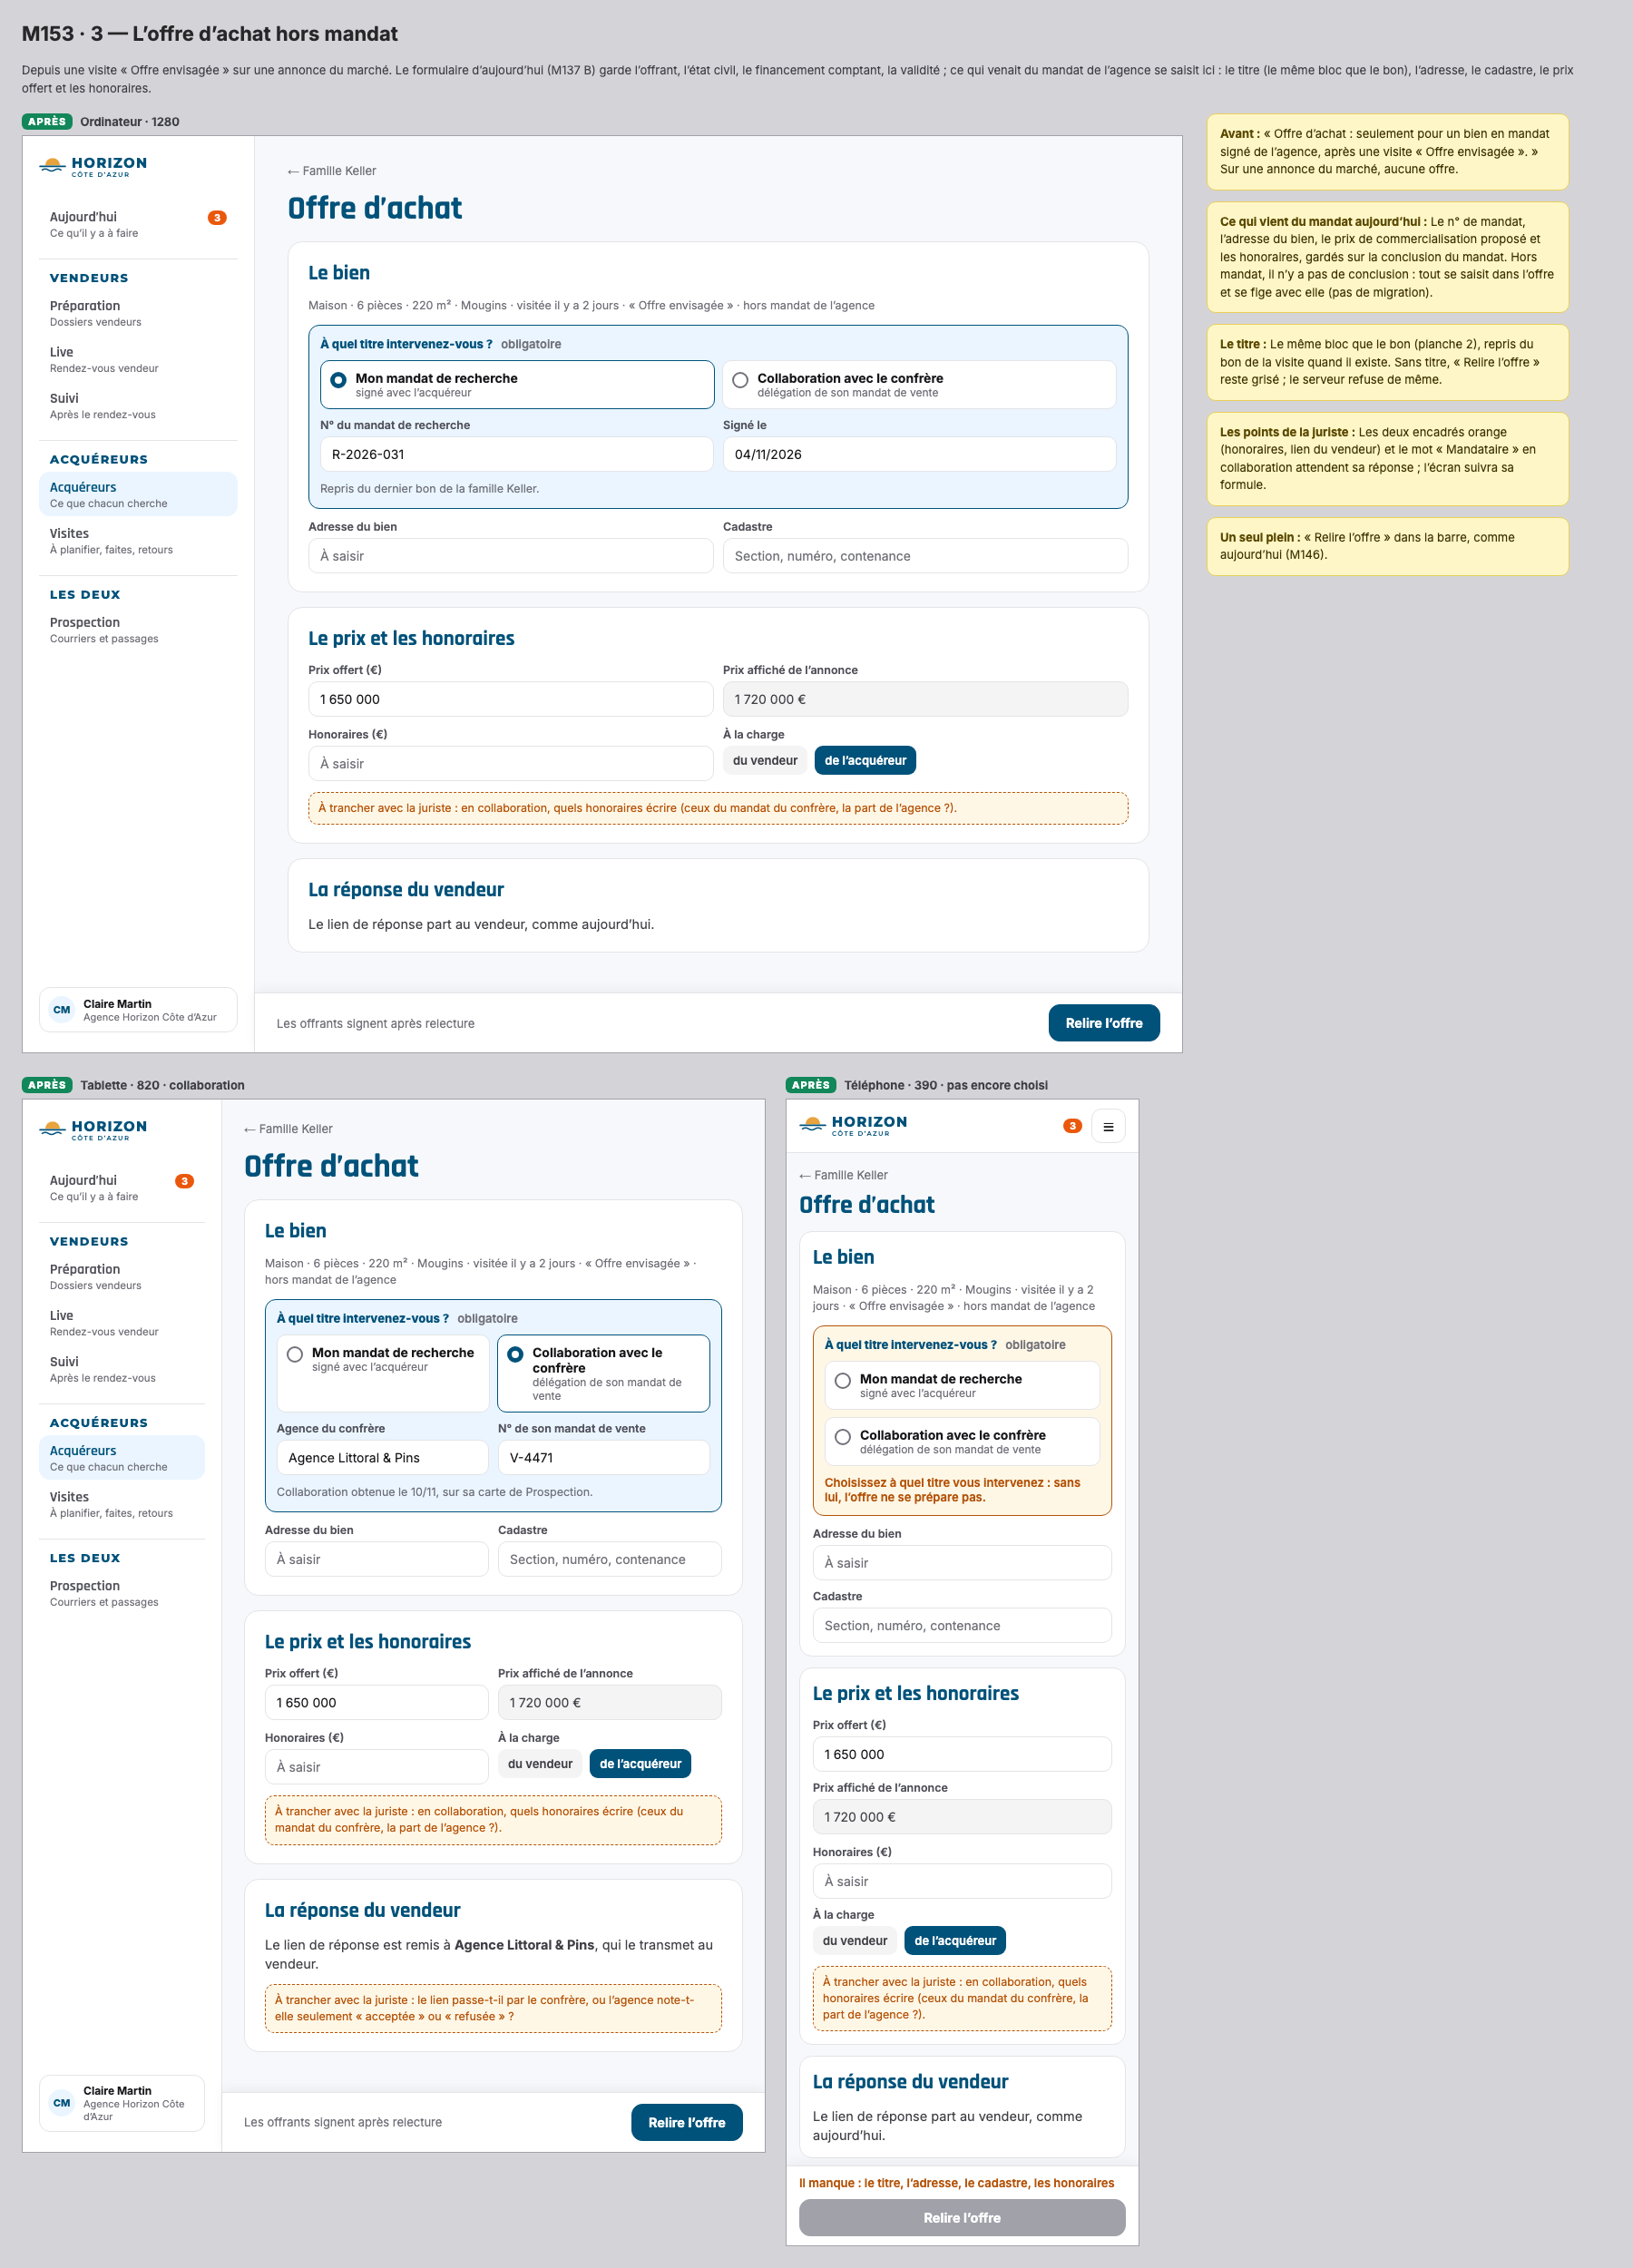 M153 · 3 — L’offre d’achat hors mandat
Depuis une visite « Offre envisagée » sur une annonce du marché. Le formulaire d’aujourd’hui (M137 B) garde l’offrant, l’état civil, le financement comptant, la validité ; ce qui venait du mandat de l’agence se saisit ici : le titre (le même bloc que le bon), l’adresse, le cadastre, le prix
offert et les honoraires.
APRÈS Ordinateur · 1280
HORIZON
CÔTE D’AZUR
Aujourd’hui 3
Ce qu’il y a à faire
VENDEURS
Préparation
Dossiers vendeurs
Live
Rendez-vous vendeur
Suivi
Après le rendez-vous
ACQUÉREURS
Acquéreurs
Ce que chacun cherche
Visites
À planifier, faites, retours
LES DEUX
Prospection
Courriers et passages
CM Claire Martin
Agence Horizon Côte d’Azur
← Famille Keller
Offre d’achat
Le bien
Maison · 6 pièces · 220 m² · Mougins · visitée il y a 2 jours · « Offre envisagée » · hors mandat de l’agence
À quel titre intervenez-vous ? obligatoire
Mon mandat de recherche
signé avec l’acquéreur
Collaboration avec le confrère
délégation de son mandat de vente
N° du mandat de recherche
R-2026-031
Signé le
04/11/2026
Repris du dernier bon de la famille Keller.
Adresse du bien
À saisir
Cadastre
Section, numéro, contenance
Le prix et les honoraires
Prix offert (€)
1 650 000
Prix affiché de l’annonce
1 720 000 €
Honoraires (€)
À saisir
À la charge
du vendeur de l’acquéreur
À trancher avec la juriste : en collaboration, quels honoraires écrire (ceux du mandat du confrère, la part de l’agence ?).
La réponse du vendeur
Le lien de réponse part au vendeur, comme aujourd’hui.
Les offrants signent après relecture
Relire l’offre
Avant : « Offre d’achat : seulement pour un bien en mandat
signé de l’agence, après une visite « Offre envisagée ». »
Sur une annonce du marché, aucune offre.
Ce qui vient du mandat aujourd’hui : Le n° de mandat,
l’adresse du bien, le prix de commercialisation proposé et
les honoraires, gardés sur la conclusion du mandat. Hors
mandat, il n’y a pas de conclusion : tout se saisit dans l’offre
et se fige avec elle (pas de migration).
Le titre : Le même bloc que le bon (planche 2), repris du
bon de la visite quand il existe. Sans titre, « Relire l’offre »
reste grisé ; le serveur refuse de même.
Les points de la juriste : Les deux encadrés orange
(honoraires, lien du vendeur) et le mot « Mandataire » en
collaboration attendent sa réponse ; l’écran suivra sa
formule.
Un seul plein : « Relire l’offre » dans la barre, comme
aujourd’hui (M146).
APRÈS Tablette · 820 · collaboration
HORIZON
CÔTE D’AZUR
Aujourd’hui 3
Ce qu’il y a à faire
VENDEURS
Préparation
Dossiers vendeurs
Live
Rendez-vous vendeur
Suivi
Après le rendez-vous
ACQUÉREURS
Acquéreurs
Ce que chacun cherche
Visites
À planifier, faites, retours
LES DEUX
Prospection
Courriers et passages
CM Claire Martin
Agence Horizon Côte
d’Azur
← Famille Keller
Offre d’achat
Le bien
Maison · 6 pièces · 220 m² · Mougins · visitée il y a 2 jours · « Offre envisagée » ·
hors mandat de l’agence
À quel titre intervenez-vous ? obligatoire
Mon mandat de recherche
signé avec l’acquéreur
Collaboration avec le
confrère
délégation de son mandat de
vente
Agence du confrère
Agence Littoral & Pins
N° de son mandat de vente
V-4471
Collaboration obtenue le 10/11, sur sa carte de Prospection.
Adresse du bien
À saisir
Cadastre
Section, numéro, contenance
Le prix et les honoraires
Prix offert (€)
1 650 000
Prix affiché de l’annonce
1 720 000 €
Honoraires (€)
À saisir
À la charge
du vendeur de l’acquéreur
À trancher avec la juriste : en collaboration, quels honoraires écrire (ceux du
mandat du confrère, la part de l’agence ?).
La réponse du vendeur
Le lien de réponse est remis à Agence Littoral & Pins, qui le transmet au
vendeur.
À trancher avec la juriste : le lien passe-t-il par le confrère, ou l’agence note-t-
elle seulement « acceptée » ou « refusée » ?
Les offrants signent après relecture
Relire l’offre
APRÈS Téléphone · 390 · pas encore choisi
HORIZON
CÔTE D’AZUR
3
← Famille Keller
Offre d’achat
Le bien
Maison · 6 pièces · 220 m² · Mougins · visitée il y a 2
jours · « Offre envisagée » · hors mandat de l’agence
À quel titre intervenez-vous ? obligatoire
Mon mandat de recherche
signé avec l’acquéreur
Collaboration avec le confrère
délégation de son mandat de vente
Choisissez à quel titre vous intervenez : sans
lui, l’offre ne se prépare pas.
Adresse du bien
À saisir
Cadastre
Section, numéro, contenance
Le prix et les honoraires
Prix offert (€)
1 650 000
Prix affiché de l’annonce
1 720 000 €
Honoraires (€)
À saisir
À la charge
du vendeur de l’acquéreur
À trancher avec la juriste : en collaboration, quels
honoraires écrire (ceux du mandat du confrère, la
part de l’agence ?).
La réponse du vendeur
Le lien de réponse part au vendeur, comme
aujourd’hui.
Il manque : le titre, l’adresse, le cadastre, les honoraires
Relire l’offre